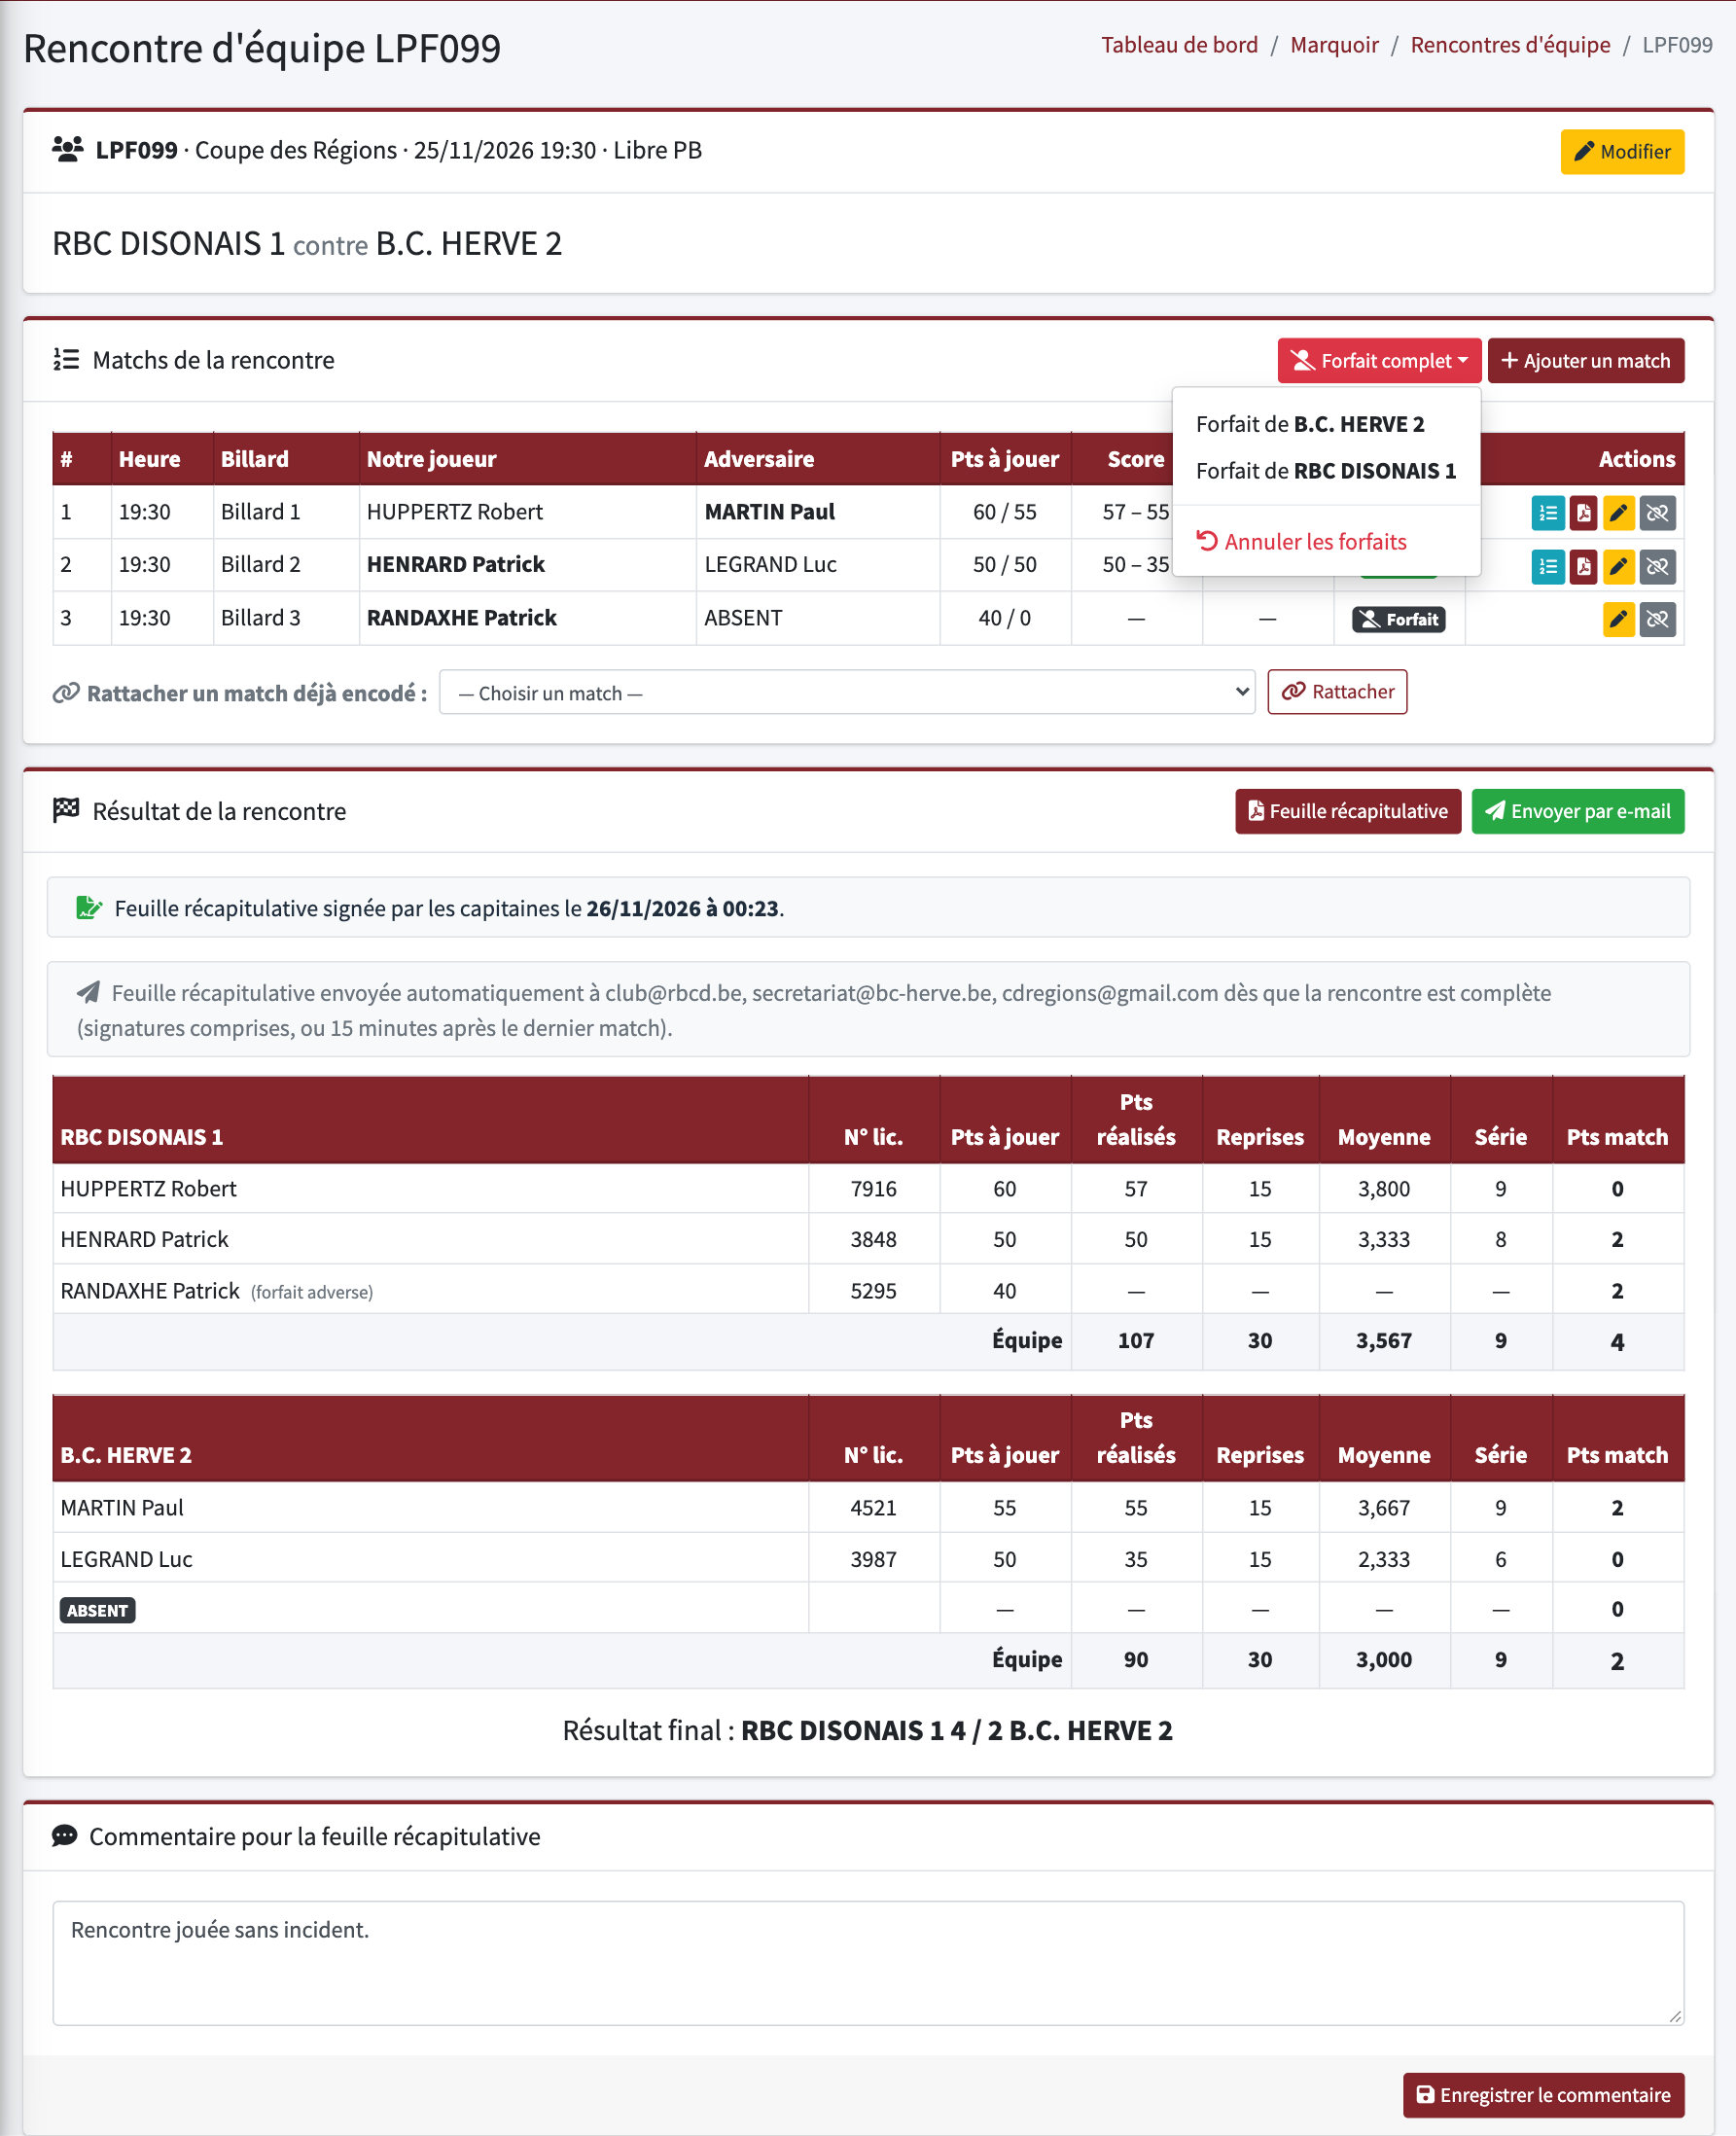 Rencontre d'équipe LPF099
Tableau de bord / Marquoir / Rencontres d'équipe / LPF099
LPF099 · Coupe des Régions · 25/11/2026 19:30 · Libre PB
Modifier
RBC DISONAIS 1 contre B.C. HERVE 2
Matchs de la rencontre
Forfait complet
+ Ajouter un match
Forfait de B.C. HERVE 2
Forfait de RBC DISONAIS 1
Annuler les forfaits
# Heure Billard Notre joueur Adversaire Pts à jouer Score Actions
1 19:30 Billard 1 HUPPERTZ Robert MARTIN Paul 60 / 55 57 – 55
2 19:30 Billard 2 HENRARD Patrick LEGRAND Luc 50 / 50 50 – 35
3 19:30 Billard 3 RANDAXHE Patrick ABSENT 40 / 0 — — Forfait
Rattacher un match déjà encodé : — Choisir un match — Rattacher
Résultat de la rencontre
Feuille récapitulative
Envoyer par e-mail
Feuille récapitulative signée par les capitaines le 26/11/2026 à 00:23.
Feuille récapitulative envoyée automatiquement à club@rbcd.be, secretariat@bc-herve.be, cdregions@gmail.com dès que la rencontre est complète
(signatures comprises, ou 15 minutes après le dernier match).
RBC DISONAIS 1 N° lic. Pts à jouer Pts réalisés Reprises Moyenne Série Pts match
HUPPERTZ Robert 7916 60 57 15 3,800 9 0
HENRARD Patrick 3848 50 50 15 3,333 8 2
RANDAXHE Patrick (forfait adverse) 5295 40 — — — — 2
Équipe 107 30 3,567 9 4
B.C. HERVE 2 N° lic. Pts à jouer Pts réalisés Reprises Moyenne Série Pts match
MARTIN Paul 4521 55 55 15 3,667 9 2
LEGRAND Luc 3987 50 35 15 2,333 6 0
ABSENT — — — — — 0
Équipe 90 30 3,000 9 2
Résultat final : RBC DISONAIS 1 4 / 2 B.C. HERVE 2
Commentaire pour la feuille récapitulative
Rencontre jouée sans incident.
Enregistrer le commentaire